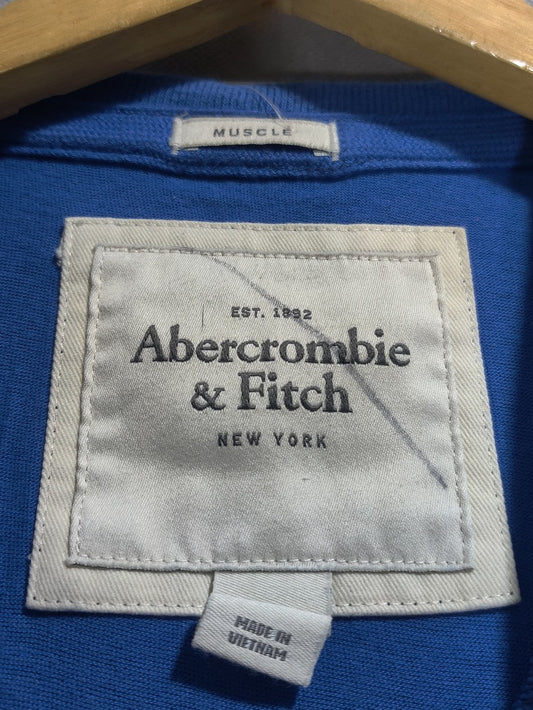 MUSCLE
EST. 1892
Abercrombie
& Fitch
NEW YORK
MADE IN
VIETNAM